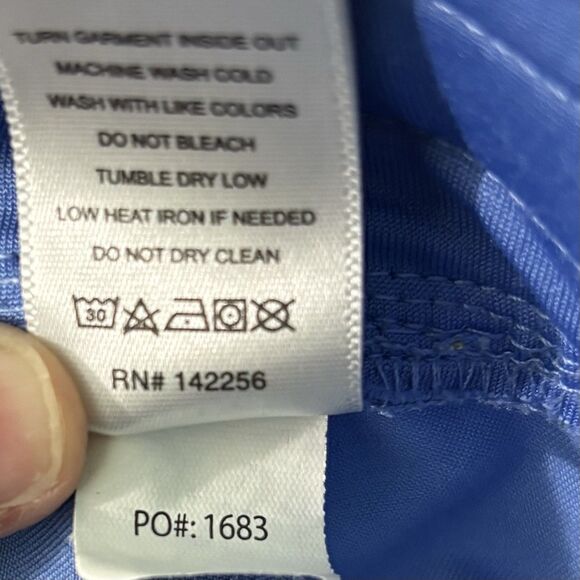 TURN GARMENT INSIDE OUT
MACHINE WASH COLD
WASH WITH LIKE COLORS
DO NOT BLEACH
TUMBLE DRY LOW
LOW HEAT IRON IF NEEDED
DO NOT DRY CLEAN
30
RN# 142256
PO#: 1683